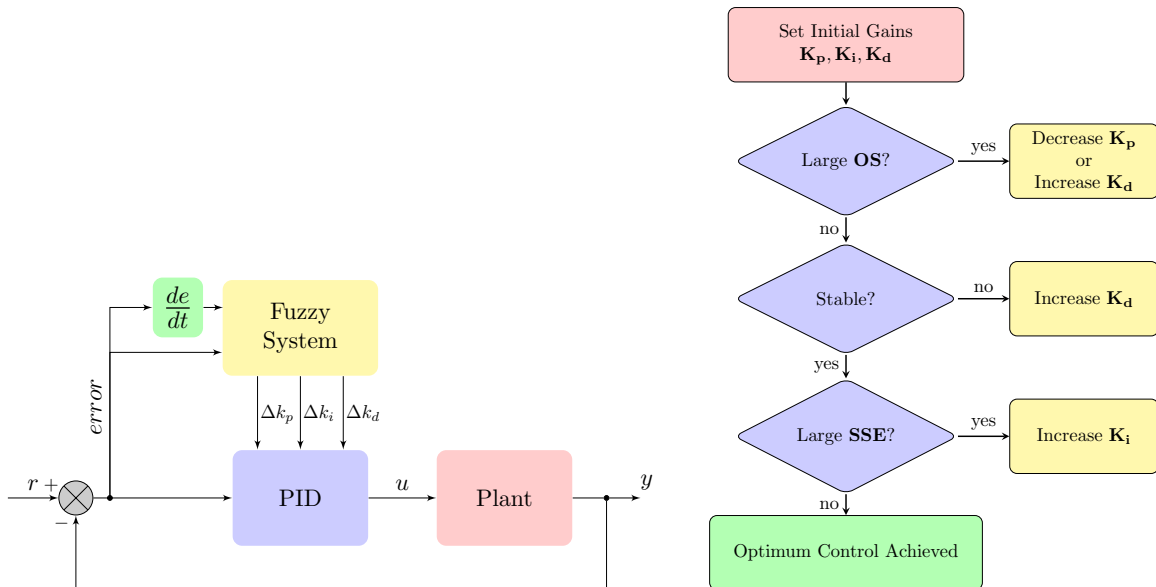 de
dt
Fuzzy
System
error
Δk_p
Δk_i
Δk_d
r
+
−
PID
u
Plant
y
Set Initial Gains
K_p, K_i, K_d
Large OS?
yes
Decrease K_p
or
Increase K_d
no
Stable?
no
Increase K_d
yes
Large SSE?
yes
Increase K_i
no
Optimum Control Achieved